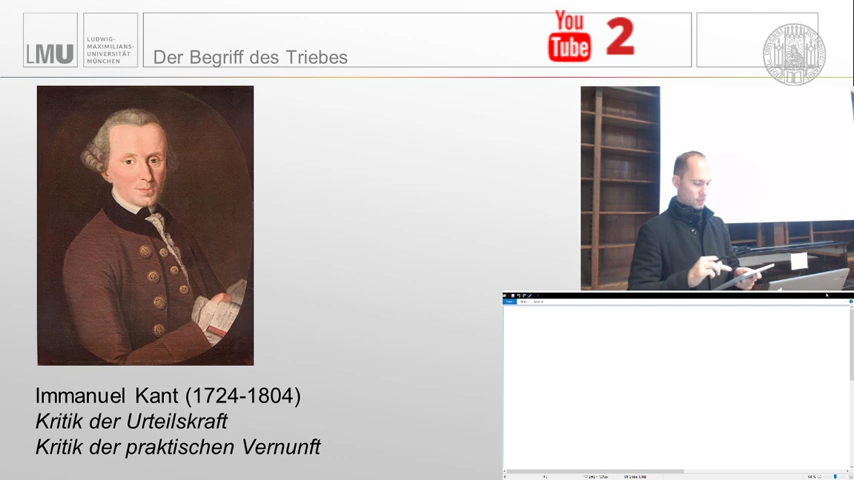 LMU
LUDWIG-
MAXIMILIANS-
UNIVERSITÄT
MÜNCHEN
Der Begriff des Triebes
You
Tube
2
Immanuel Kant (1724-1804)
Kritik der Urteilskraft
Kritik der praktischen Vernunft